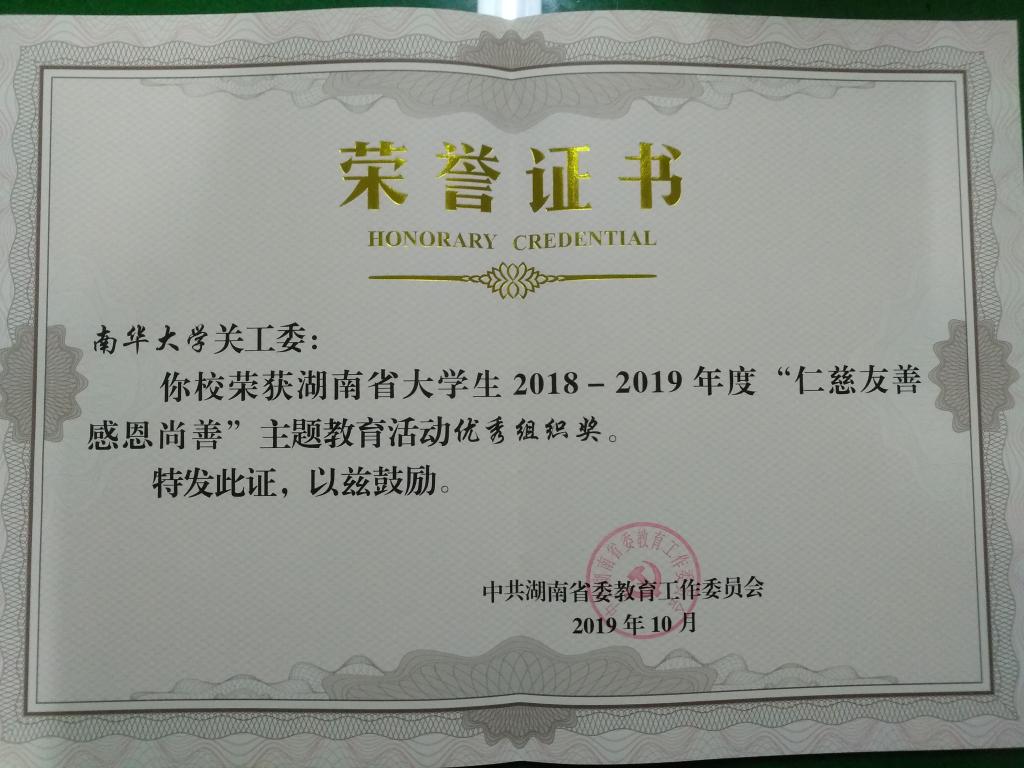 荣誉证书
HONORARY CREDENTIAL
南华大学关工委：
你校荣获湖南省大学生 2018－2019 年度“仁慈友善
感恩尚善”主题教育活动优秀组织奖。
特发此证，以兹鼓励。
中共湖南省委教育工作委员会
2019 年 10 月